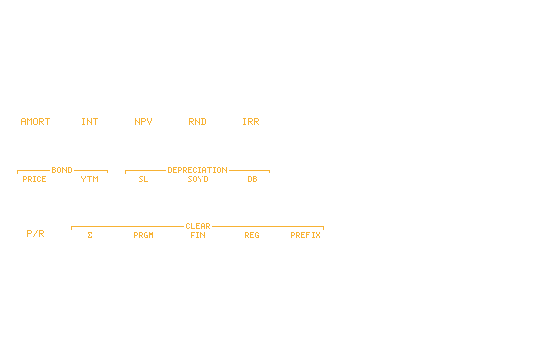 AMORT INT NPV RND IRR
BOND DEPRECIATION
PRICE YTM SL SOYD DB
CLEAR
P/R Σ PRGM FIN REG PREFIX